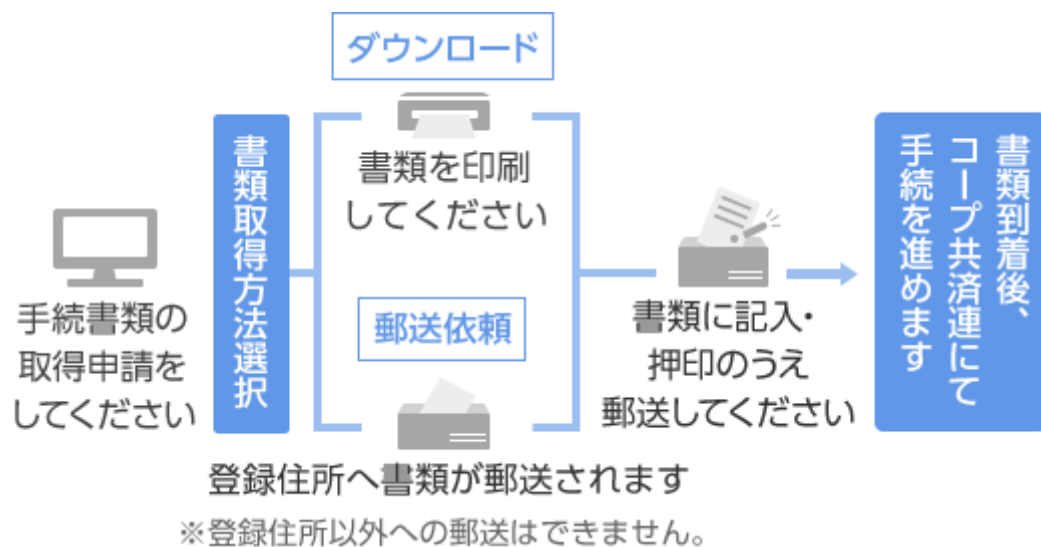 手続書類の
取得申請を
してください
書類取得方法選択
ダウンロード
書類を印刷
してください
郵送依頼
登録住所へ書類が郵送されます
※登録住所以外への郵送はできません。
書類に記入・
押印のうえ
郵送してください
書類到着後、
コープ共済連にて
手続を進めます